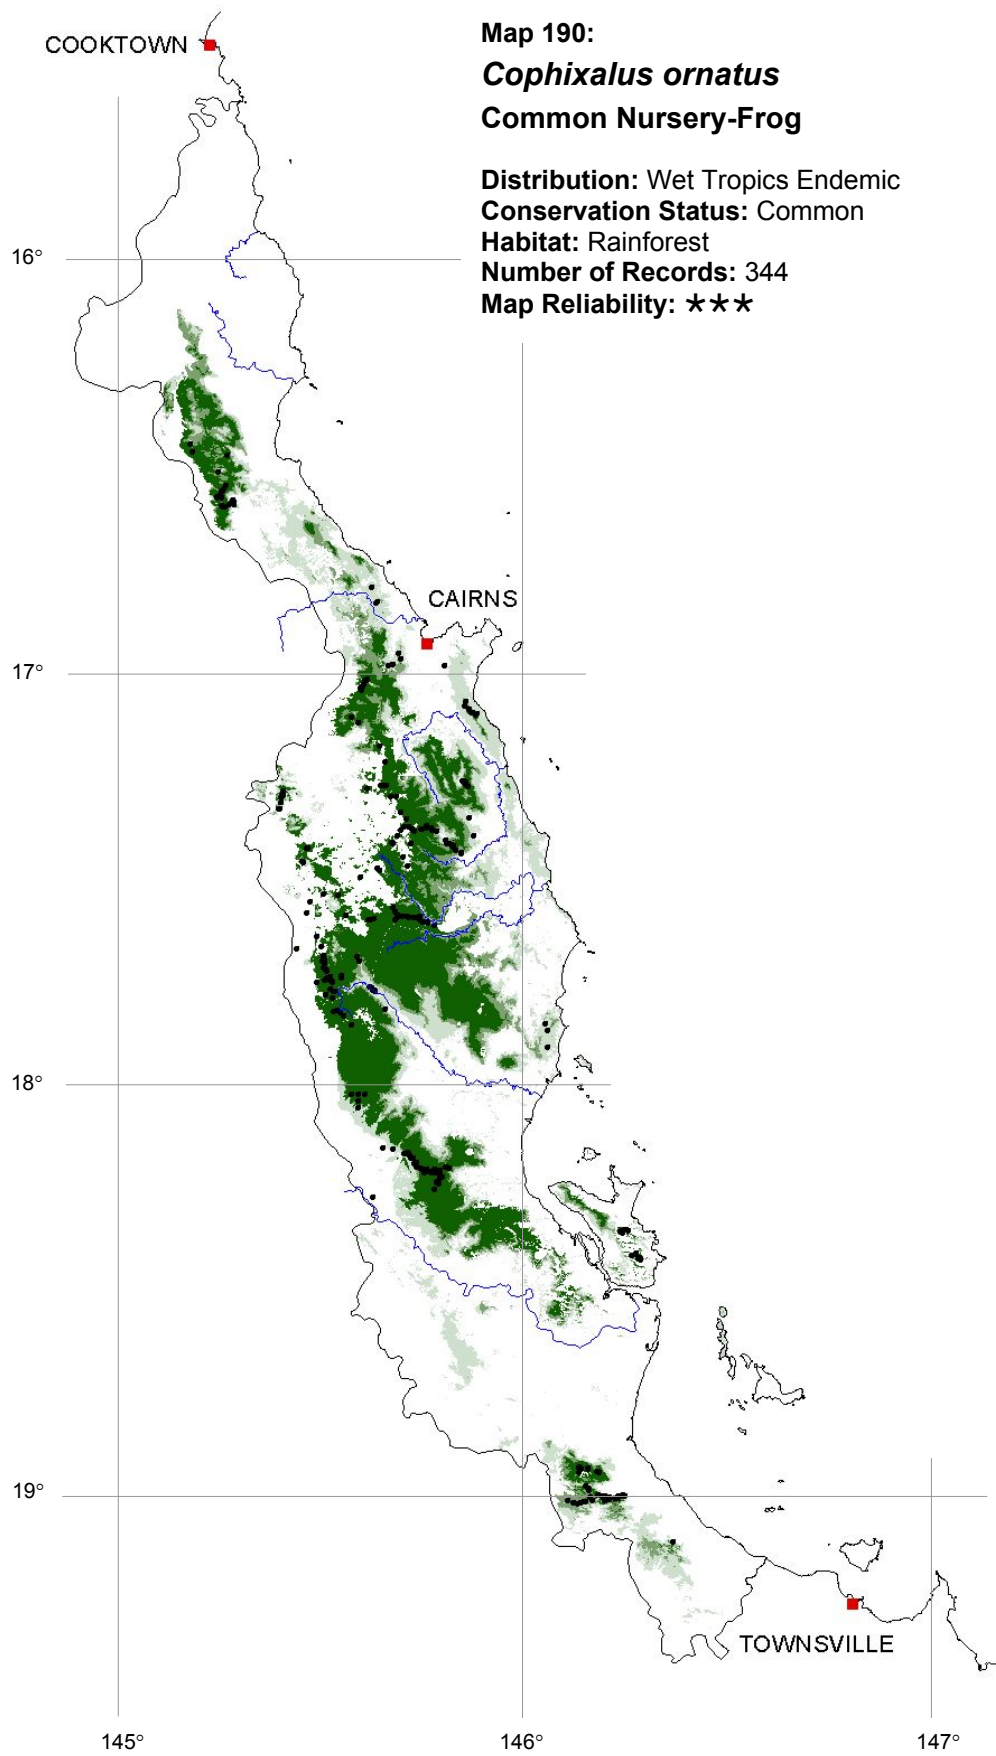 Map 190:
Cophixalus ornatus
Common Nursery-Frog
Distribution: Wet Tropics Endemic
Conservation Status: Common
Habitat: Rainforest
Number of Records: 344
Map Reliability: ★★★
COOKTOWN
16°
CAIRNS
17°
18°
19°
TOWNSVILLE
145°
146°
147°